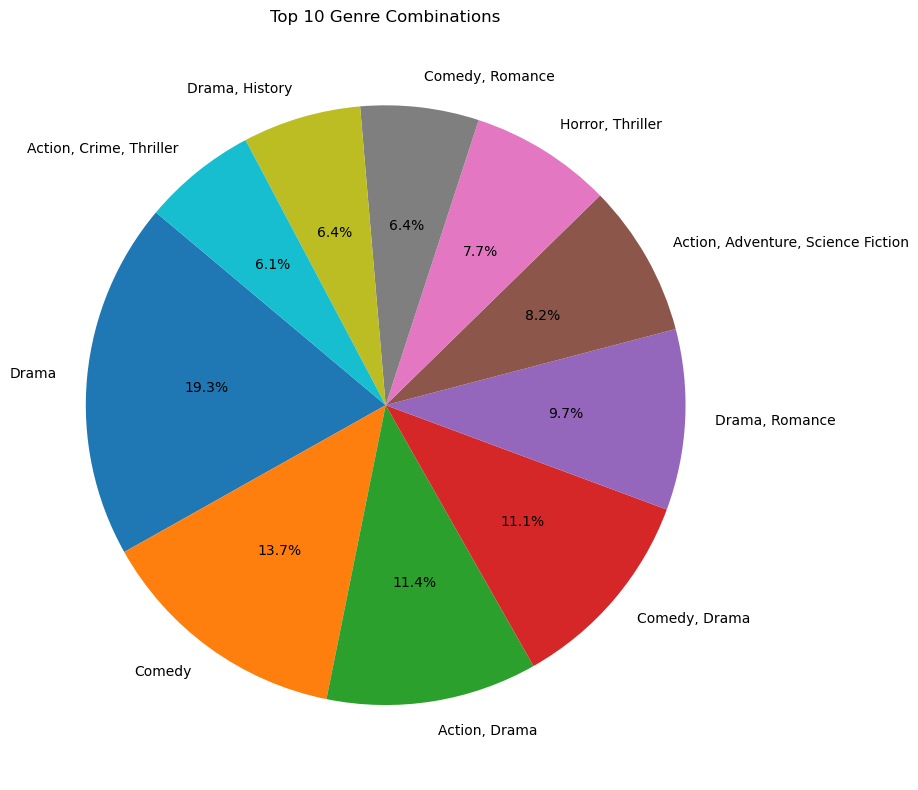 Top 10 Genre Combinations
Comedy, Romance
Drama, History
Horror, Thriller
Action, Crime, Thriller
Action, Adventure, Science Fiction
6.4%
6.4%
7.7%
6.1%
8.2%
Drama
19.3%
9.7%
Drama, Romance
11.1%
13.7%
11.4%
Comedy, Drama
Comedy
Action, Drama